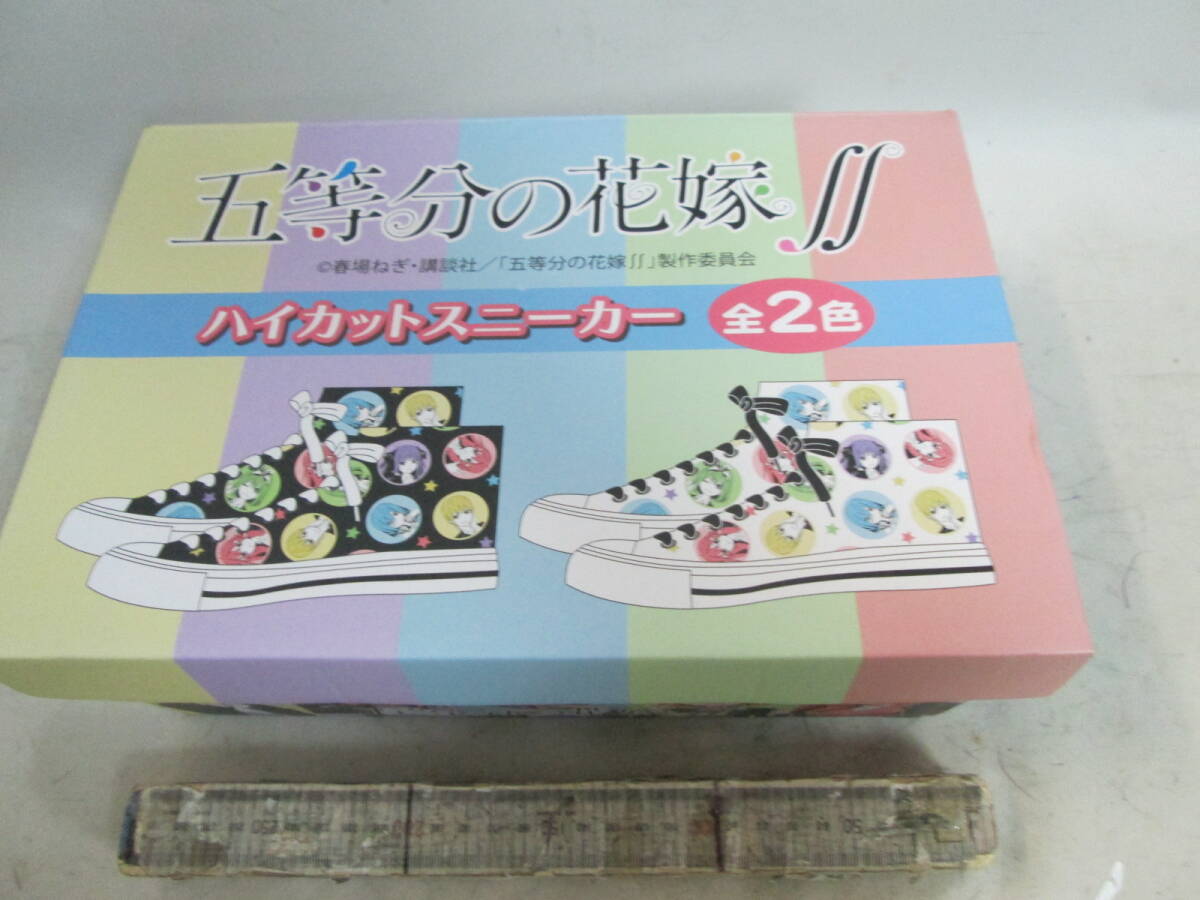 五等分の花嫁∬
©春場ねぎ・講談社／「五等分の花嫁∬」製作委員会
ハイカットスニーカー 全2色